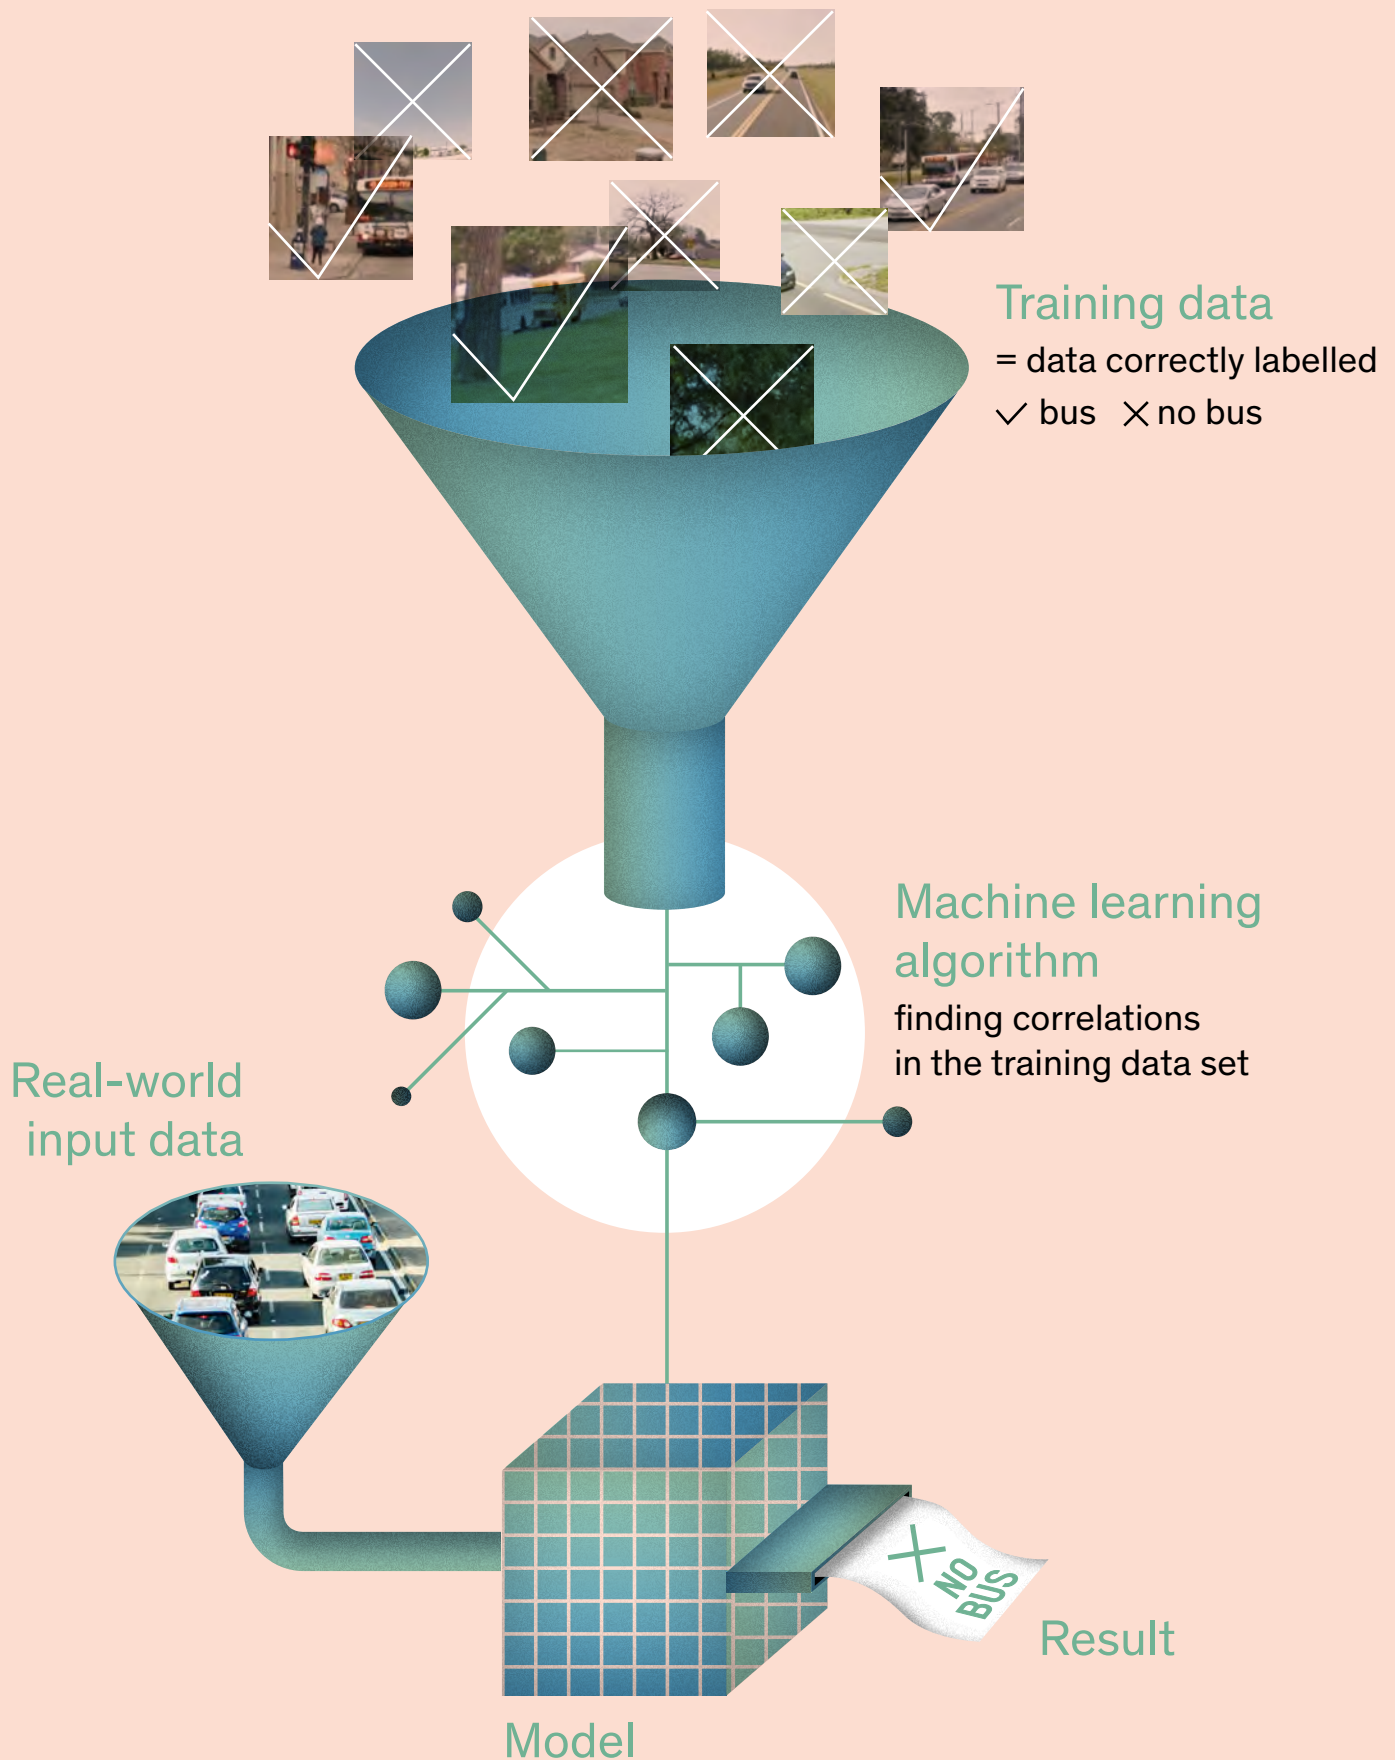 Training data
= data correctly labelled
✓ bus ✕ no bus
Machine learning
algorithm
finding correlations
in the training data set
Real-world
input data
NO
BUS
Result
Model